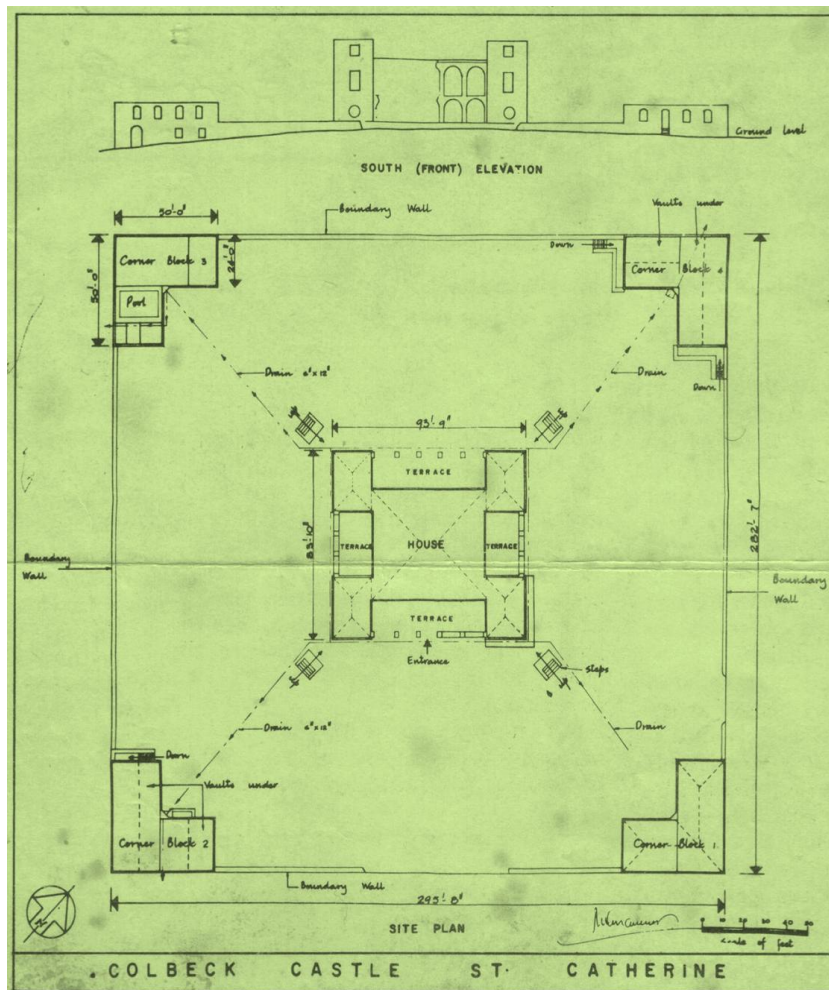 Ground Level
SOUTH (FRONT) ELEVATION
50'-0"
Boundary Wall
Vaults under
Down
Corner Block 3
26'-0"
50'-0"
Corner Block 4
Pool
Drain 6"x12"
Drain
Down
93'-9"
TERRACE
83'-10"
TERRACE
HOUSE
TERRACE
282'-7"
Boundary
Wall
Boundary
Wall
TERRACE
Entrance
Steps
Drain 6"x12"
Drain
Down
Vaults under
Corner Block 2
Corner Block 1
Boundary Wall
295'-8"
N
SITE PLAN
0 10 20 30 40 50
scale of feet
COLBECK CASTLE ST. CATHERINE